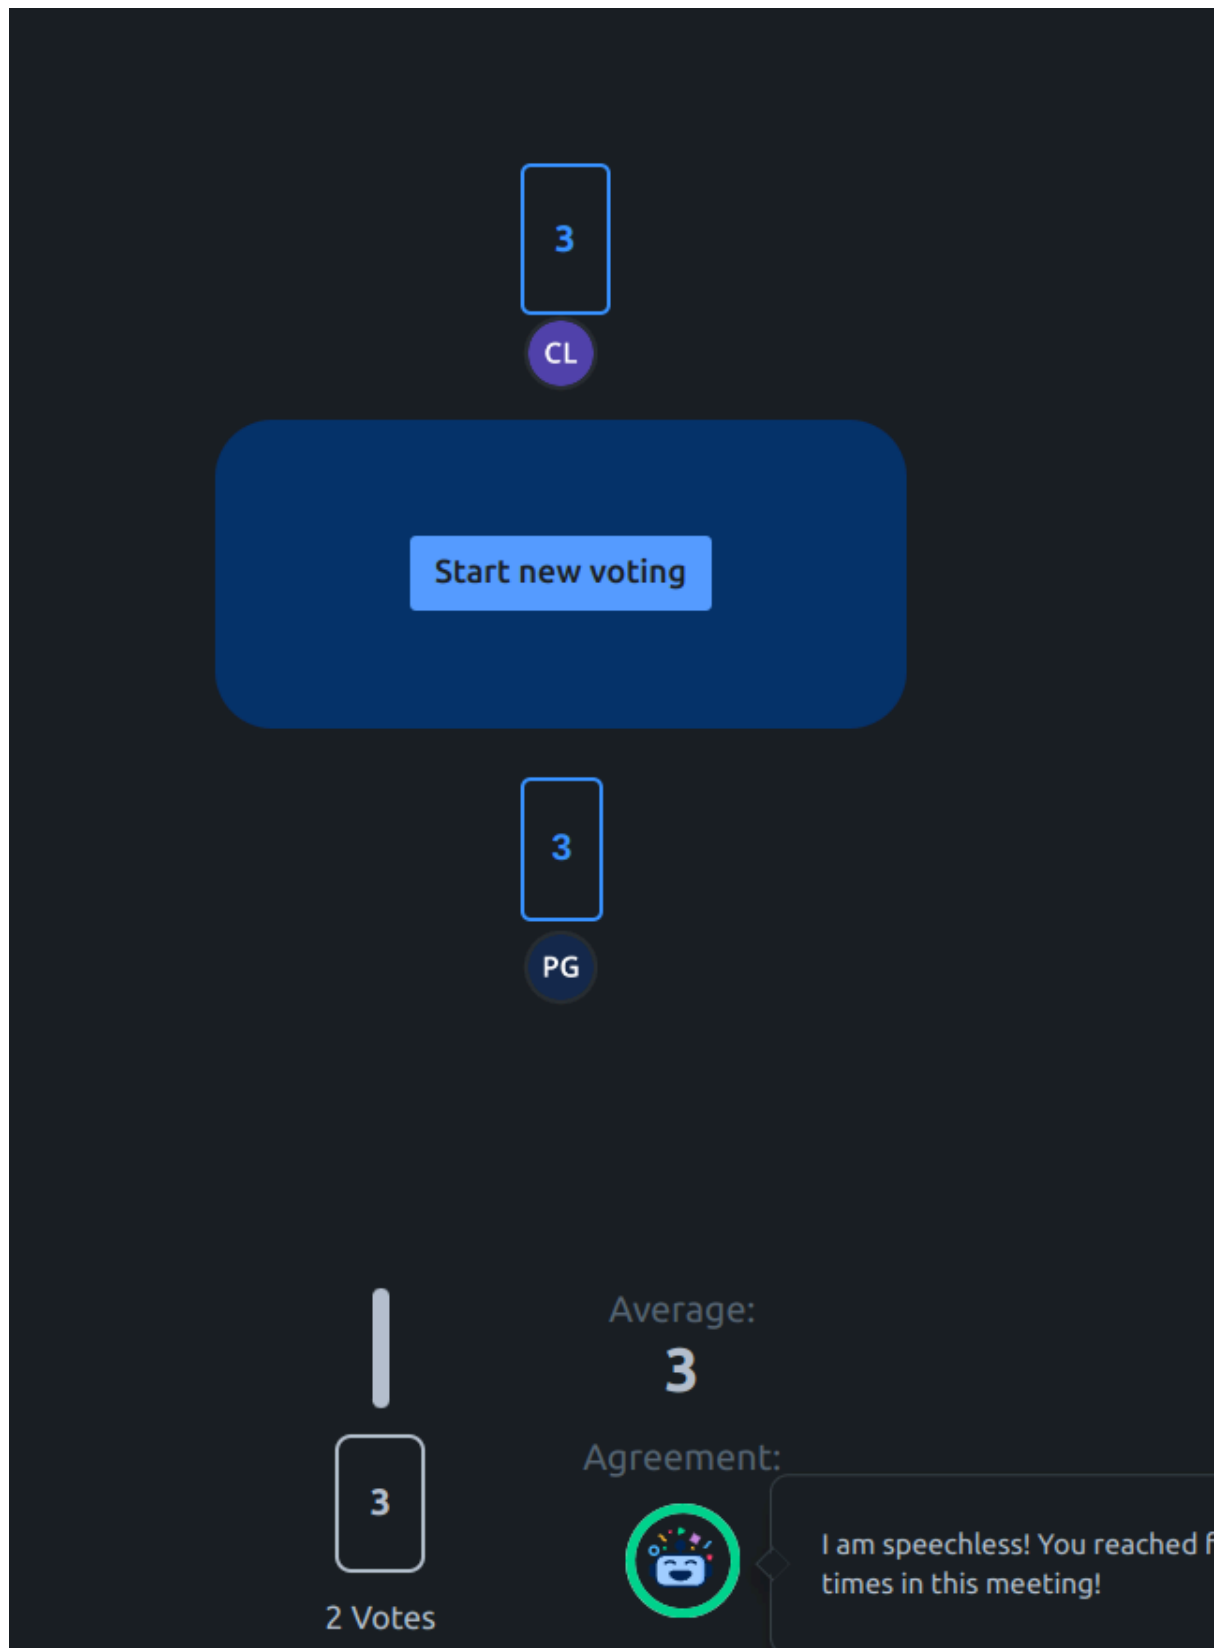 3
CL
Start new voting
3
PG
Average:
3
Agreement:
3
I am speechless! You reached
times in this meeting!
2 Votes